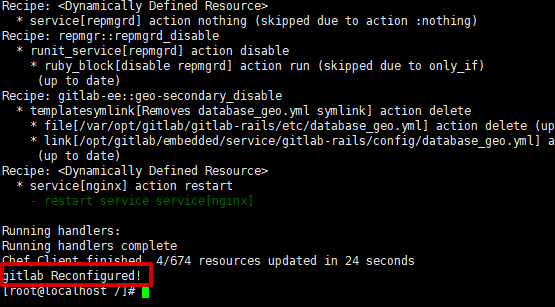 Recipe: <Dynamically Defined Resource>
* service[repmgrd] action nothing (skipped due to action :nothing)
Recipe: repmgr::repmgrd_disable
* runit_service[repmgrd] action disable
* ruby_block[disable repmgrd] action run (skipped due to only_if)
(up to date)
Recipe: gitlab-ee::geo-secondary_disable
* templatesymlink[Removes database_geo.yml symlink] action delete
* file[/var/opt/gitlab/gitlab-rails/etc/database_geo.yml] action delete (up
* link[/opt/gitlab/embedded/service/gitlab-rails/config/database_geo.yml] a
(up to date)
Recipe: <Dynamically Defined Resource>
* service[nginx] action restart
- restart service service[nginx]
Running handlers:
Running handlers complete
Chef Client finished, 4/674 resources updated in 24 seconds
gitlab Reconfigured!
[root@localhost /]#